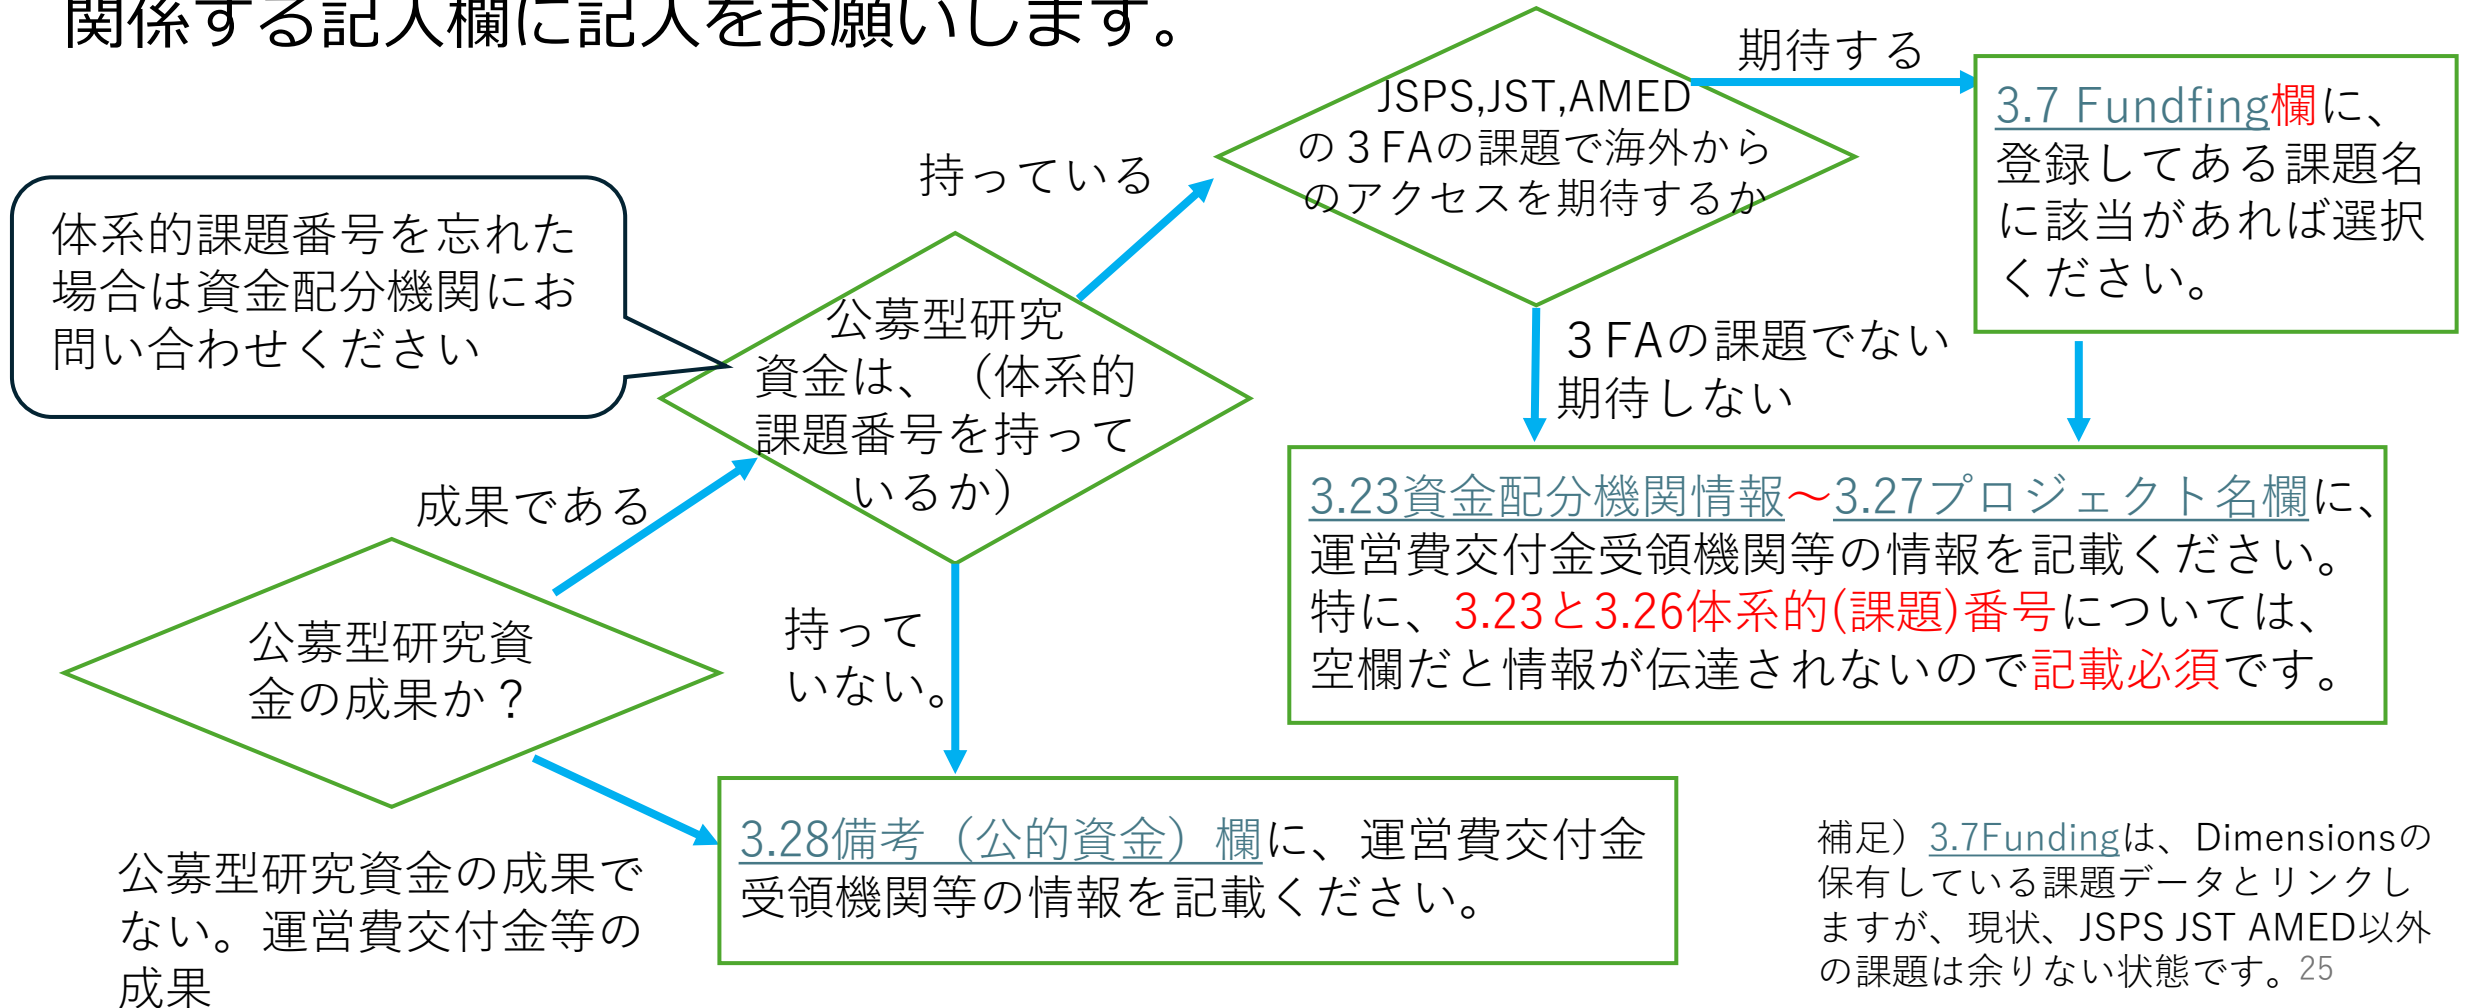 関係する記入欄に記入をお願いします。
体系的課題番号を忘れた
場合は資金配分機関にお
問い合わせください
公募型研究資
金の成果か？
成果である
公募型研究資金の成果で
ない。運営費交付金等の
成果
公募型研究
資金は、（体系的
課題番号を持って
いるか）
持っている
持って
いない。
3.28備考（公的資金）欄に、運営費交付金
受領機関等の情報を記載ください。
JSPS,JST,AMED
の３FAの課題で海外から
のアクセスを期待するか
期待する
３FAの課題でない
期待しない
3.7 Fundfing欄に、
登録してある課題名
に該当があれば選択
ください。
3.23資金配分機関情報～3.27プロジェクト名欄に、
運営費交付金受領機関等の情報を記載ください。
特に、3.23と3.26体系的(課題)番号については、
空欄だと情報が伝達されないので記載必須です。
補足）3.7Fundingは、Dimensionsの
保有している課題データとリンクし
ますが、現状、JSPS JST AMED以外
の課題は余りない状態です。
25